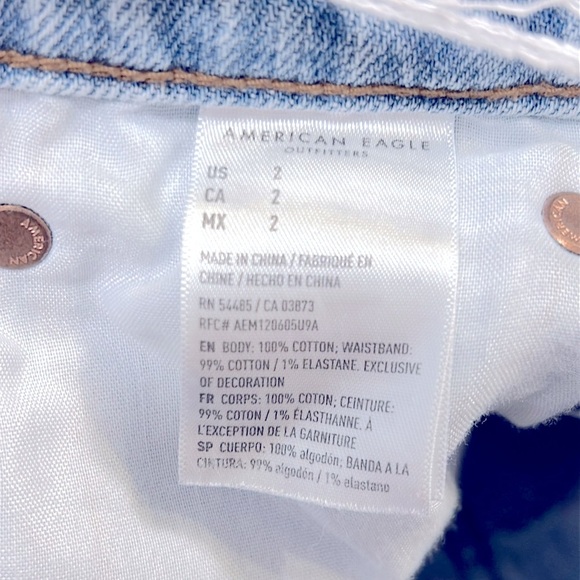 AMERICAN EAGLE
OUTFITTERS
US 2
CA 2
MX 2
MADE IN CHINA / FABRIQUÉ EN
CHINE / HECHO EN CHINA
RN 54485 / CA 03873
RFC# AEM120605U9A
EN BODY: 100% COTTON; WAISTBAND:
99% COTTON / 1% ELASTANE. EXCLUSIVE
OF DECORATION
FR CORPS: 100% COTON; CEINTURE:
99% COTON / 1% ÉLASTHANNE. À
L'EXCEPTION DE LA GARNITURE
SP CUERPO: 100% algodón; BANDA A LA
CINTURA: 99% algodón / 1% elastano
AMERICAN
AMERICAN